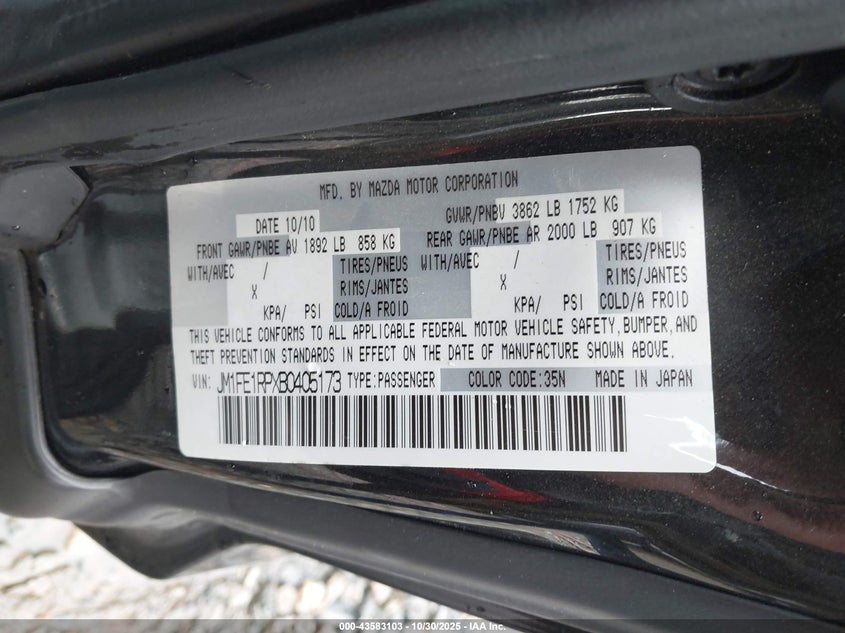 MFD. BY MAZDA MOTOR CORPORATION
DATE 10/10 GVWR/PNBV 3862 LB 1752 KG
FRONT GAWR/PNBE AV 1892 LB 858 KG REAR GAWR/PNBE AR 2000 LB 907 KG
WITH/AVEC / TIRES/PNEUS WITH/AVEC / TIRES/PNEUS
X RIMS/JANTES X RIMS/JANTES
KPA/ PSI COLD/A FROID KPA/ PSI COLD/A FROID
THIS VEHICLE CONFORMS TO ALL APPLICABLE FEDERAL MOTOR VEHICLE SAFETY, BUMPER, AND
THEFT PREVENTION STANDARDS IN EFFECT ON THE DATE OF MANUFACTURE SHOWN ABOVE.
VIN: JM1FE1RPXB0405173 TYPE:PASSENGER COLOR CODE:35N MADE IN JAPAN
000-43583103 - 10/30/2025 - IAA Inc.